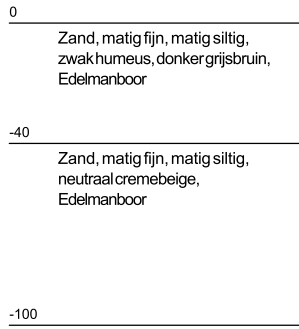 0
Zand, matig fijn, matig siltig,
zwak humeus, donker grijsbruin,
Edelmanboor
-40
Zand, matig fijn, matig siltig,
neutraal cremebeige,
Edelmanboor
-100